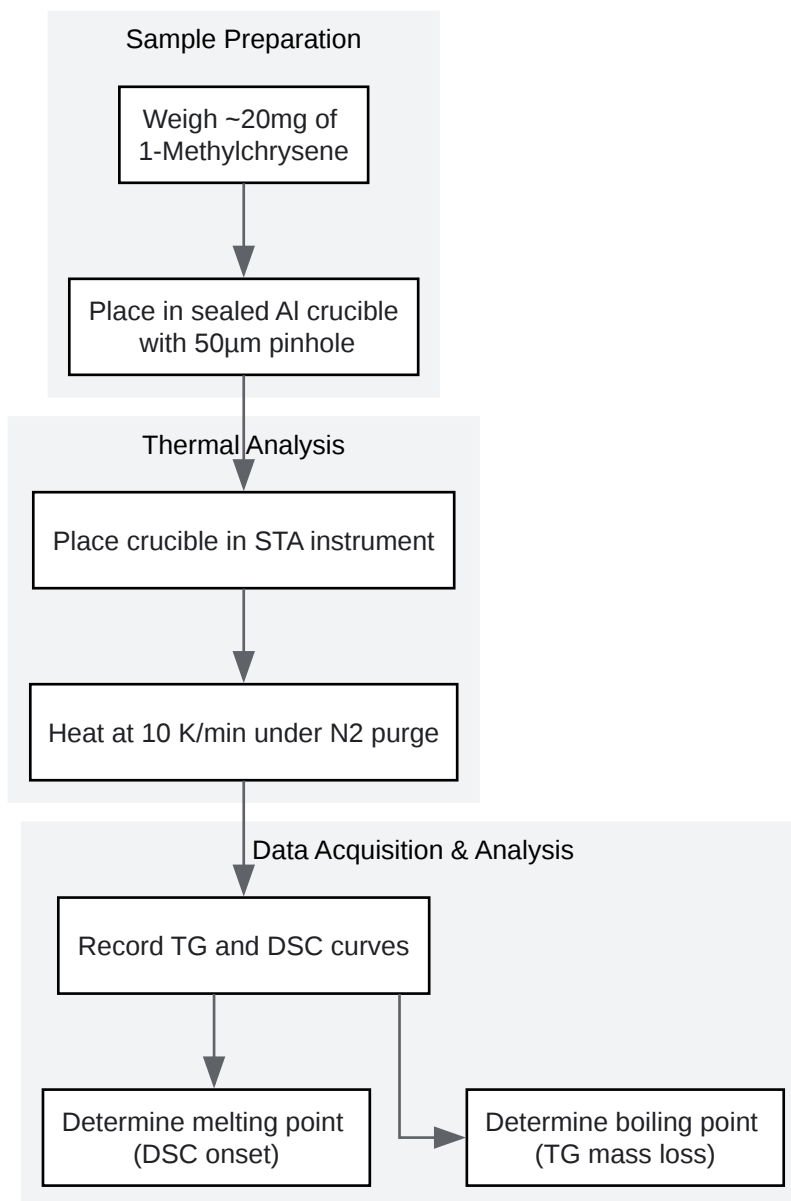 Sample Preparation
Weigh ~20mg of
1-Methylchrysene
Place in sealed Al crucible
with 50µm pinhole
Thermal Analysis
Place crucible in STA instrument
Heat at 10 K/min under N2 purge
Data Acquisition & Analysis
Record TG and DSC curves
Determine melting point
(DSC onset)
Determine boiling point
(TG mass loss)